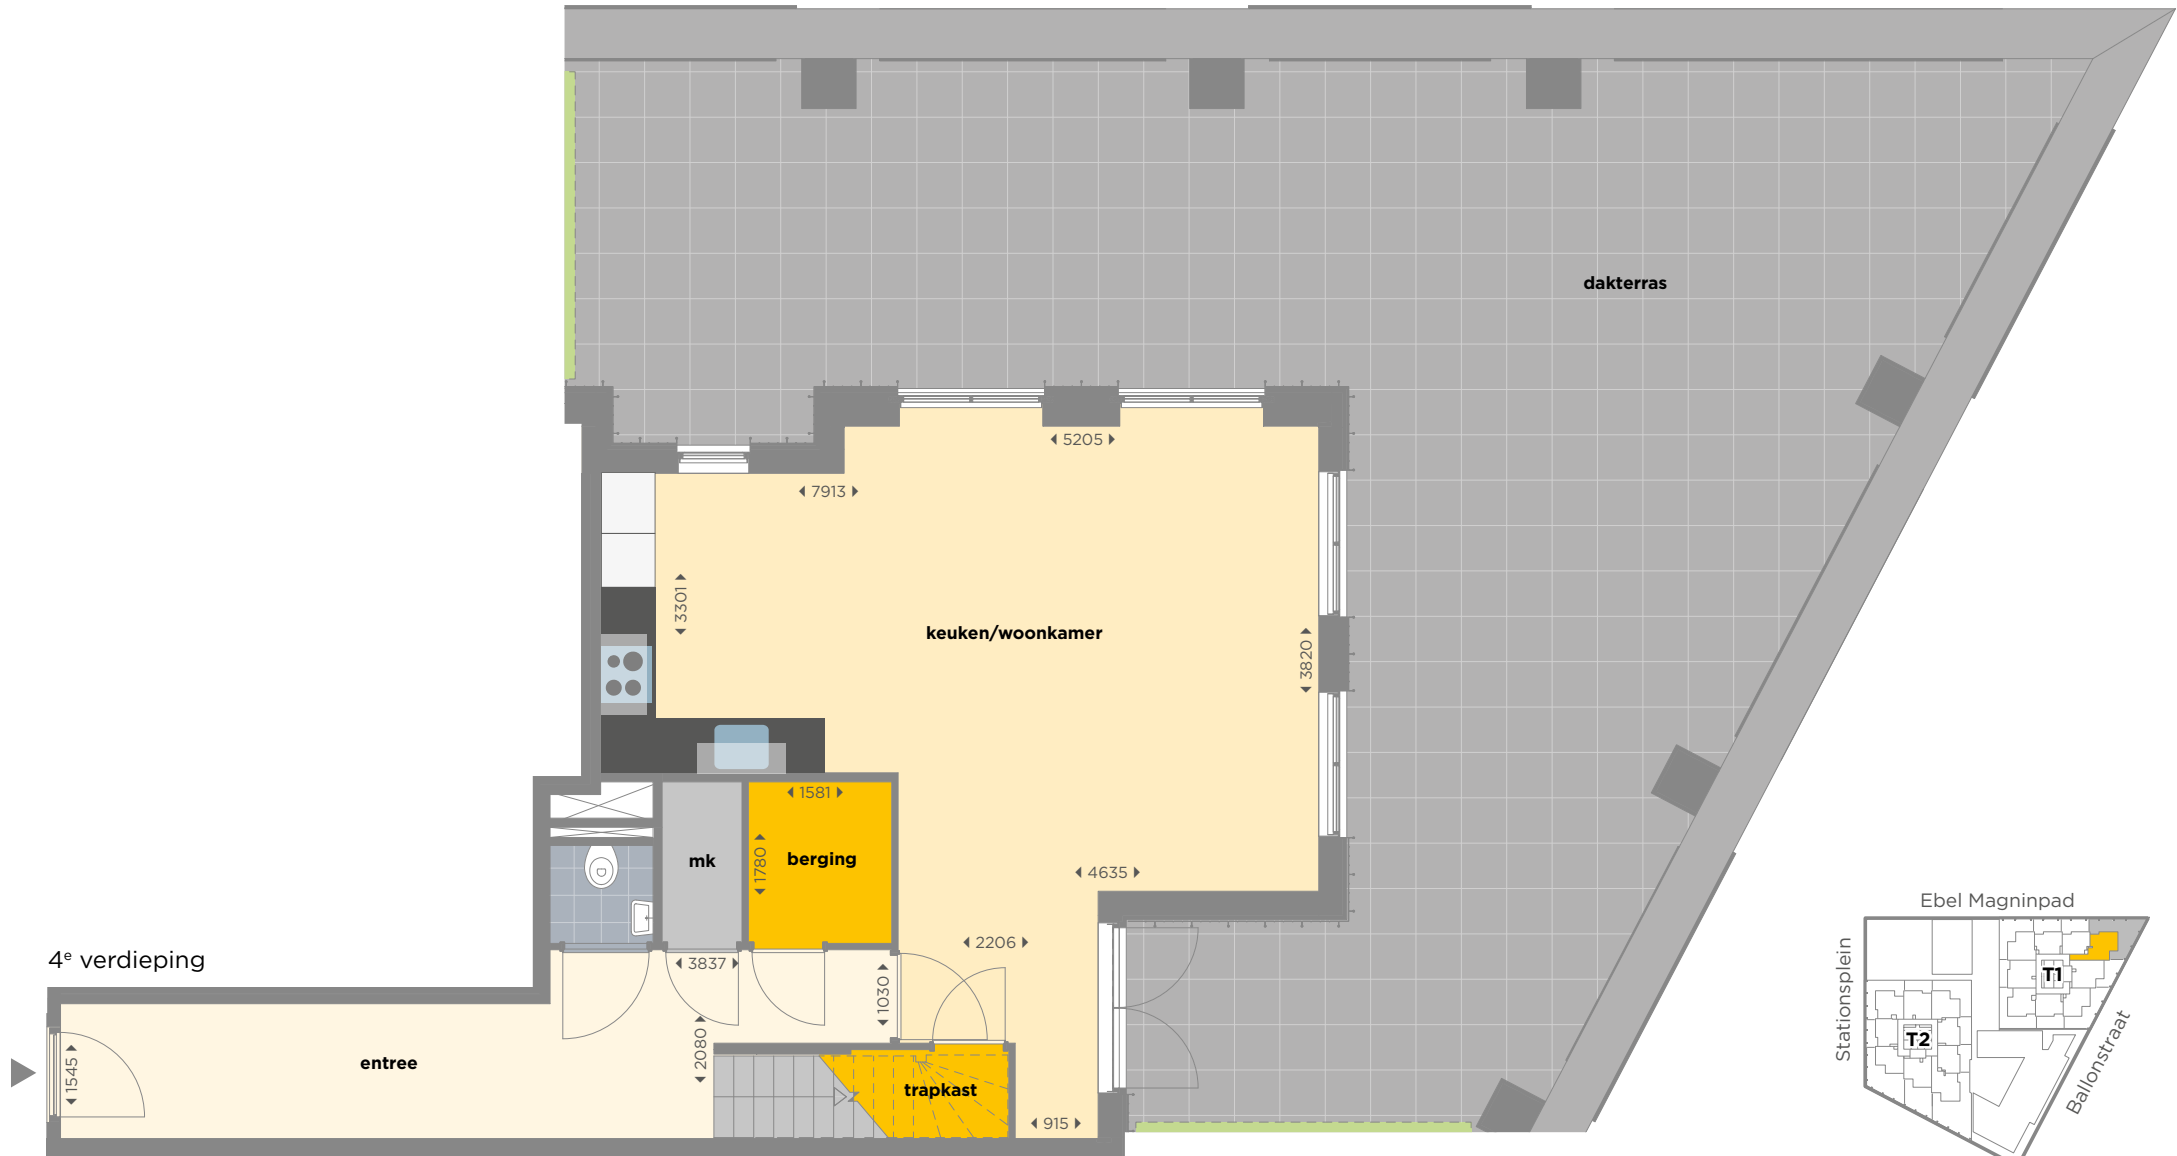 dakterras
5205
7913
3301
keuken/woonkamer
3820
1581
1780
berging
mk
4635
2206
4e verdieping
3837
1030
2080
1545
entree
trapkast
915
Ebel Magninpad
Stationsplein
T1
T2
Ballonstraat